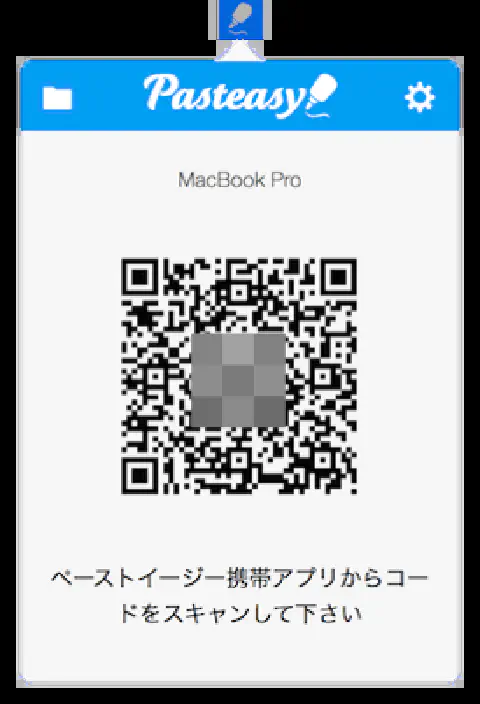 Pasteasy
MacBook Pro
ペーストイージー携帯アプリからコー
ドをスキャンして下さい